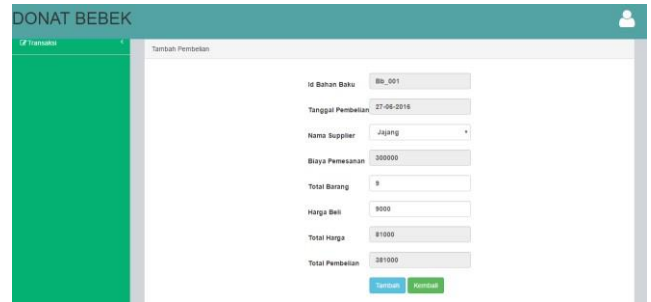 DONAT BEBEK
Transaksi
Tambah Pembelian
Id Bahan Baku Bb_001
Tanggal Pembelian 27-06-2016
Nama Supplier Jajang
Biaya Pemesanan 300000
Total Barang 9
Harga Beli 9000
Total Harga 81000
Total Pembelian 381000
Tambah Kembali